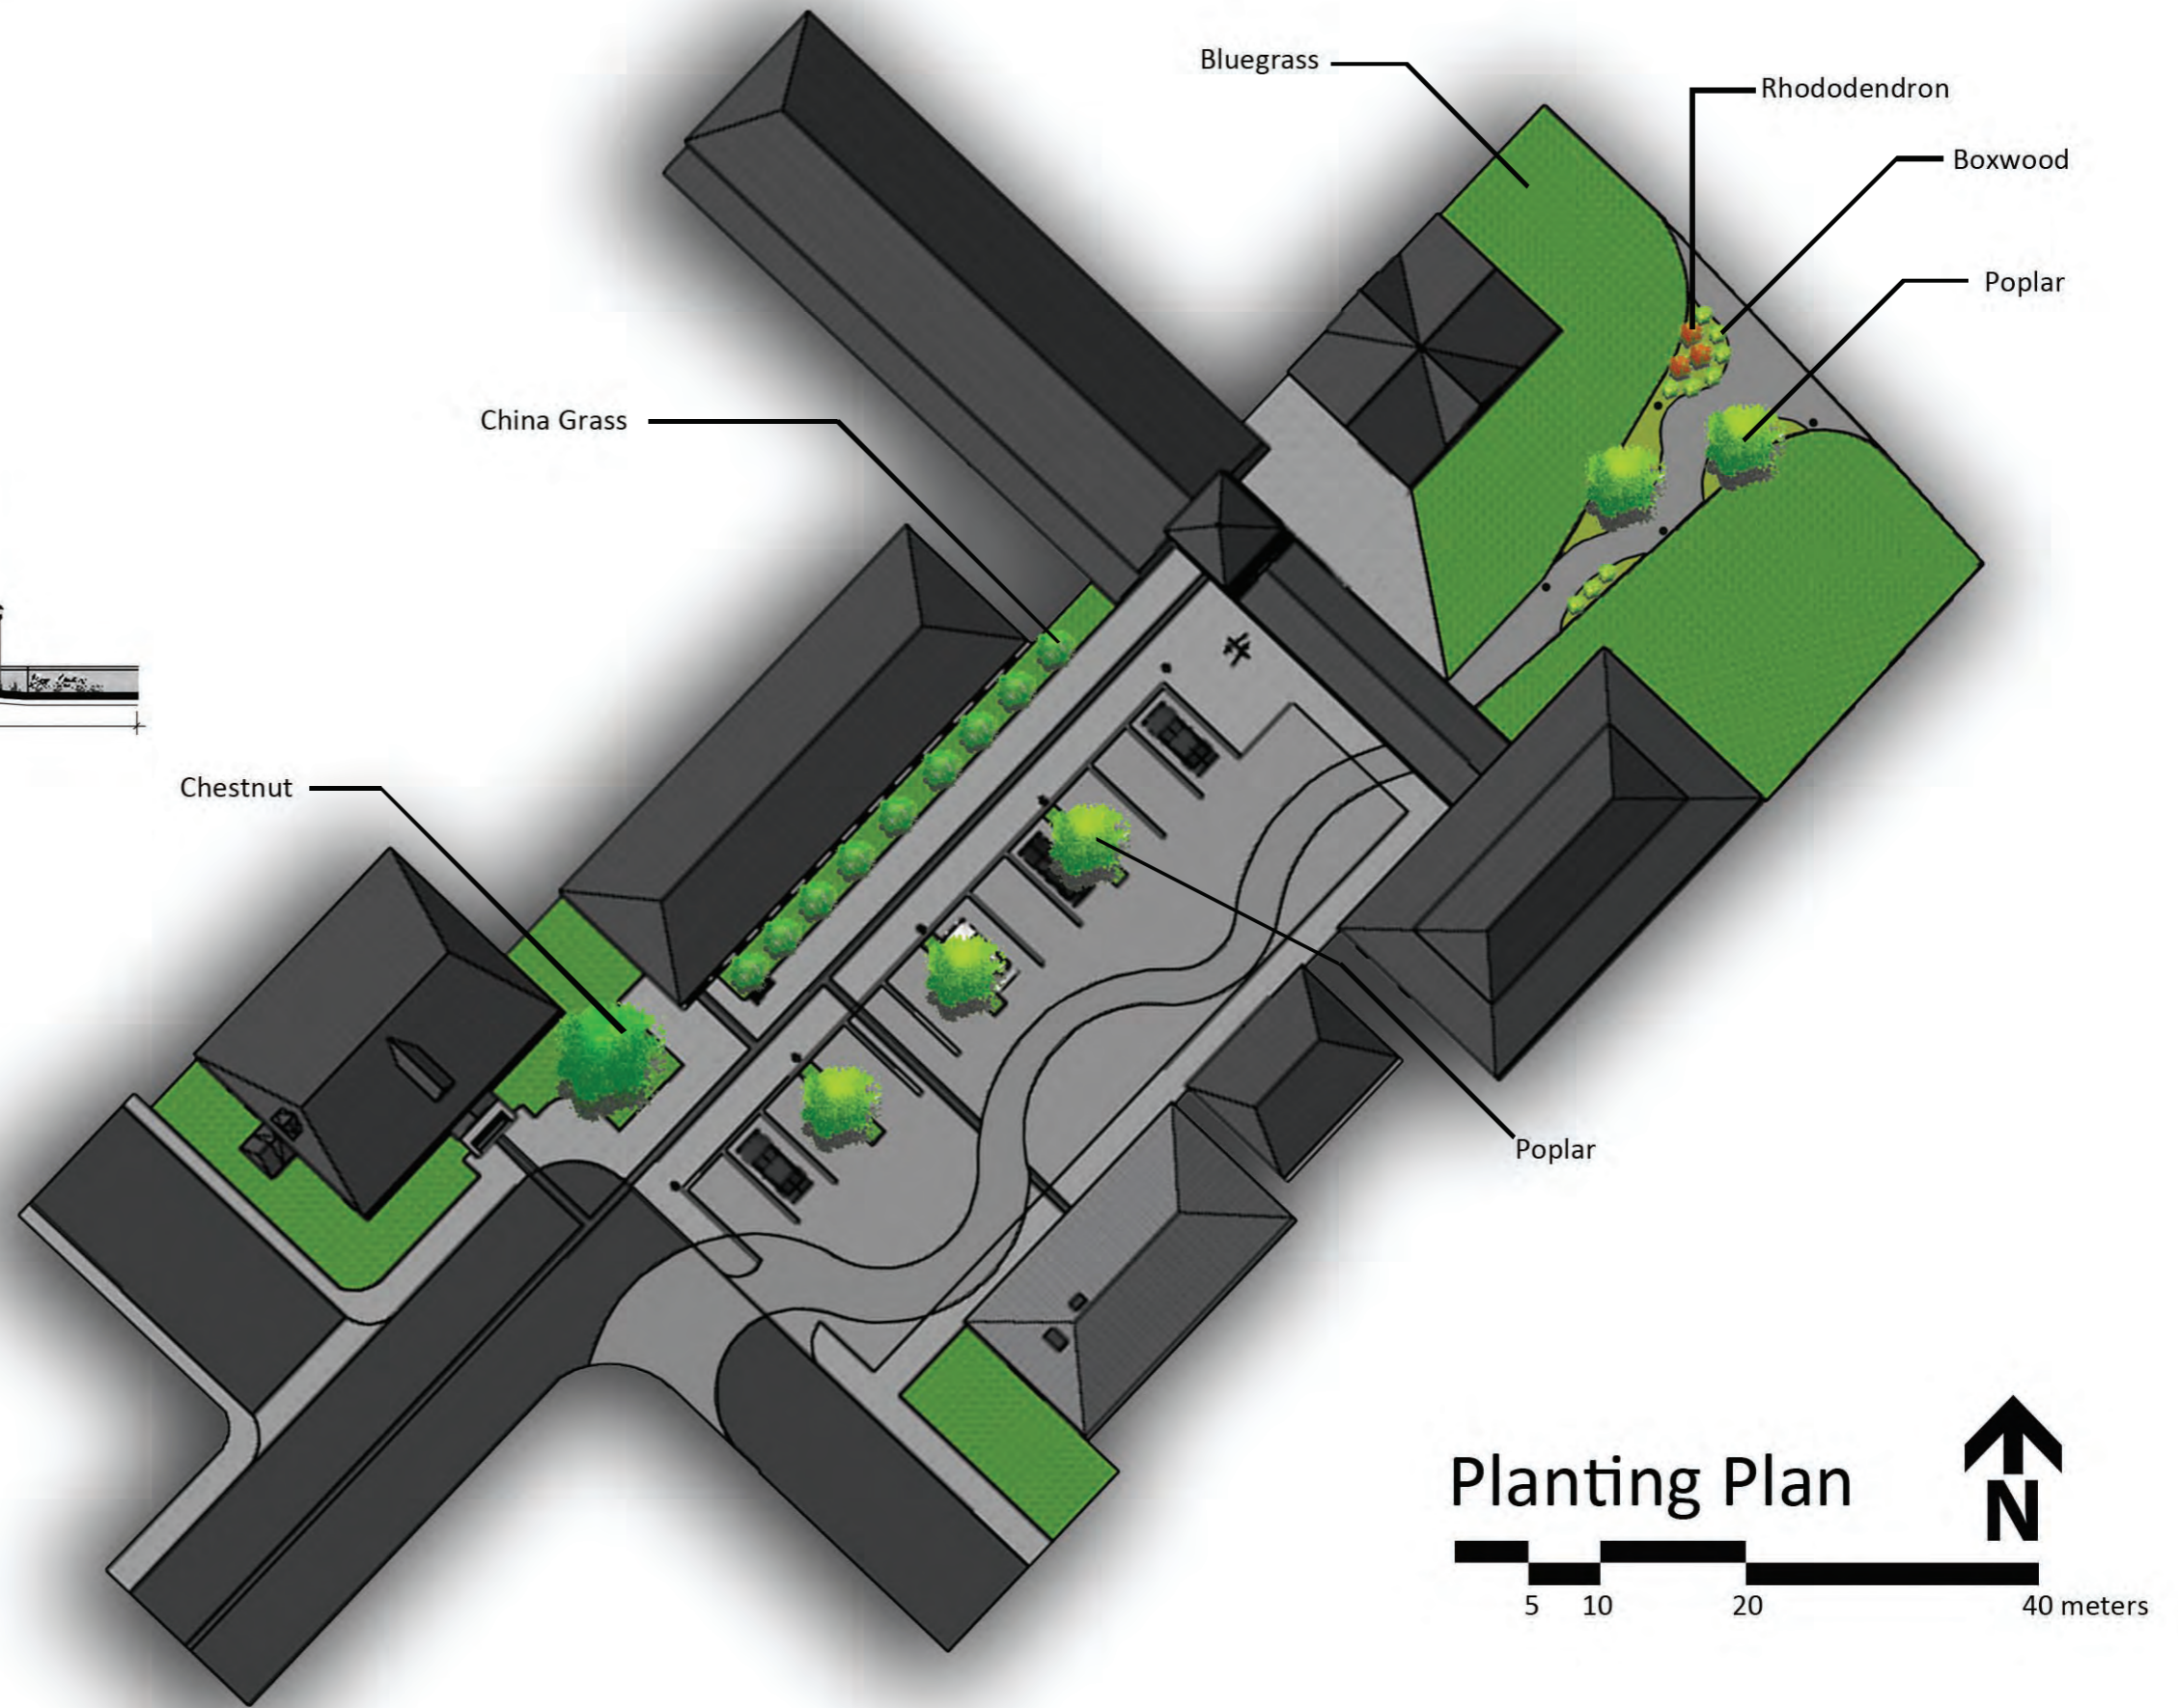 Bluegrass
Rhododendron
Boxwood
Poplar
China Grass
Chestnut
Poplar
Planting Plan
N
5 10 20 40 meters